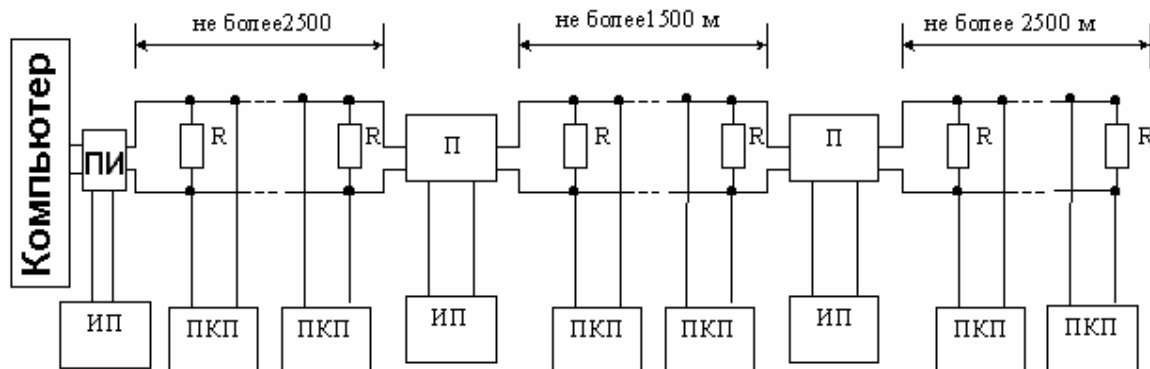 не более2500
не более1500 м
не более 2500 м
Компьютер
ПИ
R
R
П
R
R
П
R
R
ИП
ПКП
ПКП
ИП
ПКП
ПКП
ИП
ПКП
ПКП